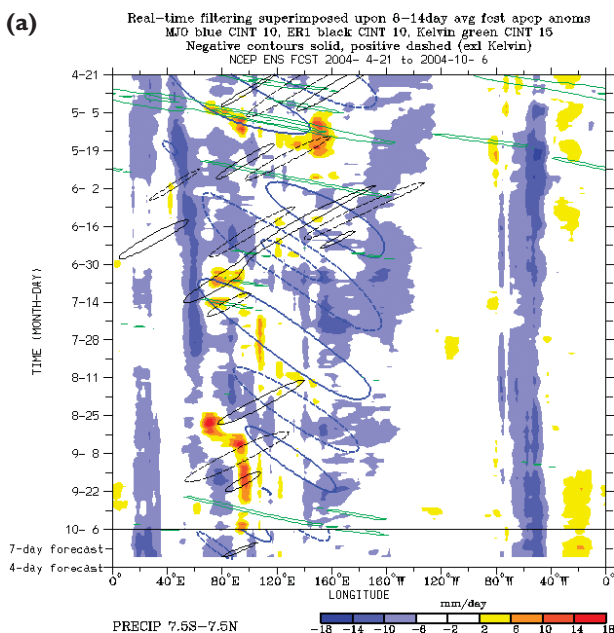 (a)
Real-time filtering superimposed upon 8-14day avg fcst apcp anoms
MJO blue CINT 10, ER1 black CINT 10, Kelvin green CINT 15
Negative contours solid, positive dashed (exl Kelvin)
NCEP ENS FCST 2004- 4-21 to 2004-10- 6
TIME (MONTH-DAY)
4-21
5- 5
5-19
6- 2
6-16
6-30
7-14
7-28
8-11
8-25
9- 8
9-22
10- 6
7-day forecast
4-day forecast
0° 40°E 80°E 120°E 160°E 160°W 120°W 80°W 40°W 0°
LONGITUDE
mm/day
PRECIP 7.5S-7.5N
-18 -14 -10 -6 -2 2 6 10 14 18